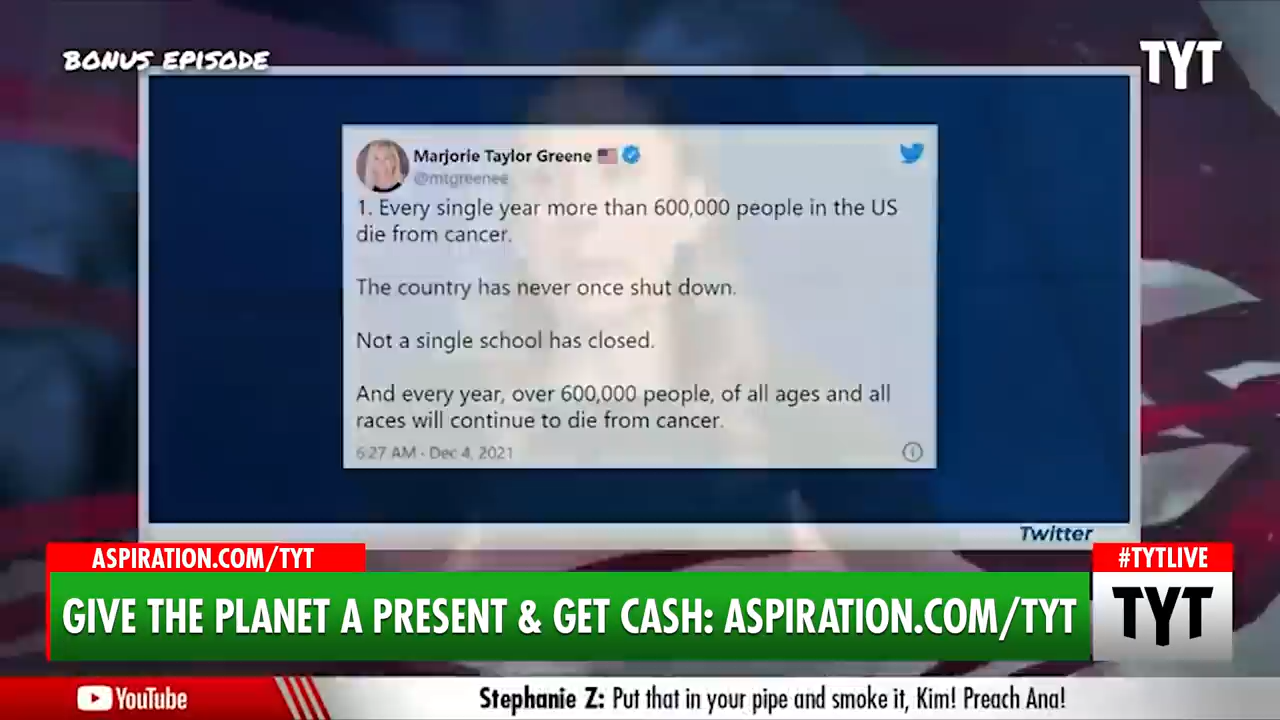 BONUS EPISODE
TYT
Marjorie Taylor Greene
@mtgreenee
1. Every single year more than 600,000 people in the US
die from cancer.
The country has never once shut down.
Not a single school has closed.
And every year, over 600,000 people, of all ages and all
races will continue to die from cancer.
6:27 AM · Dec 4, 2021
Twitter
ASPIRATION.COM/TYT
#TYTLIVE
GIVE THE PLANET A PRESENT & GET CASH: ASPIRATION.COM/TYT
TYT
YouTube
Stephanie Z: Put that in your pipe and smoke it, Kim! Preach Ana!